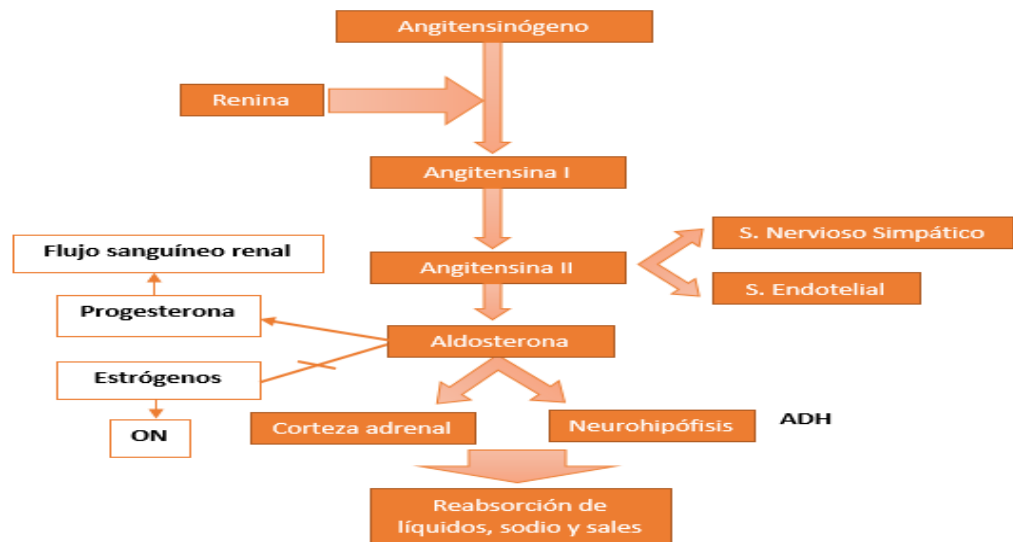 Angitensinógeno
Renina
Angitensina I
Flujo sanguíneo renal
S. Nervioso Simpático
Angitensina II
S. Endotelial
Progesterona
Aldosterona
Estrógenos
ON
Corteza adrenal
Neurohipófisis
ADH
Reabsorción de
líquidos, sodio y sales